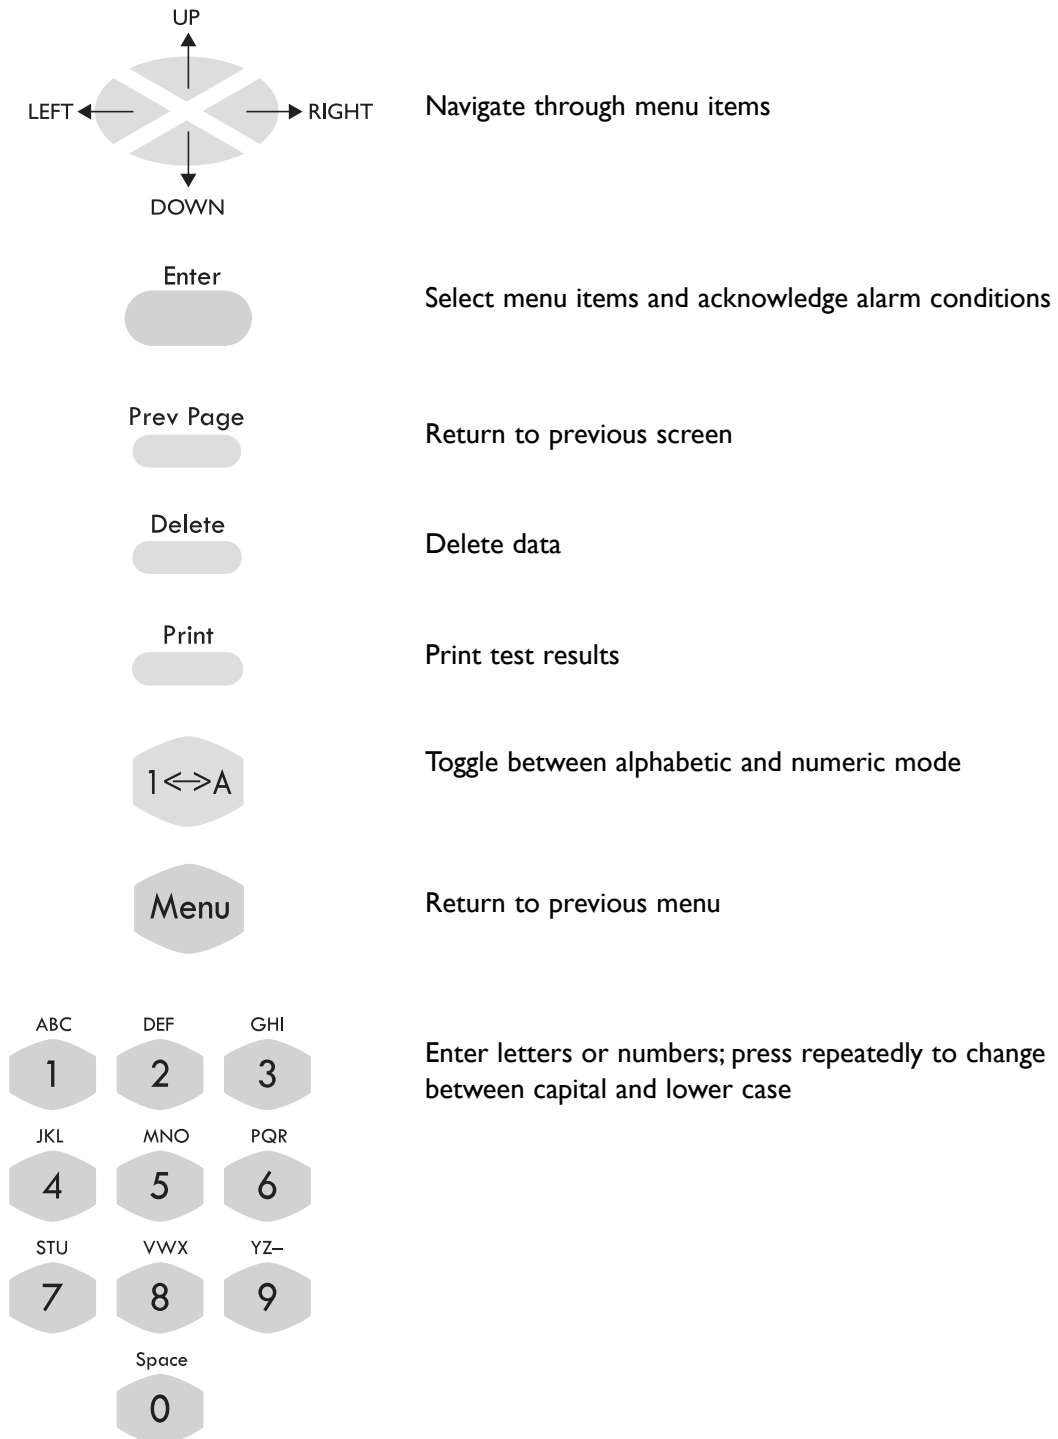 UP
LEFT RIGHT
Navigate through menu items
DOWN
Enter
Select menu items and acknowledge alarm conditions
Prev Page
Return to previous screen
Delete
Delete data
Print
Print test results
1<->A
Toggle between alphabetic and numeric mode
Menu
Return to previous menu
ABC DEF GHI
1 2 3
Enter letters or numbers; press repeatedly to change
between capital and lower case
JKL MNO PQR
4 5 6
STU VWX YZ–
7 8 9
Space
0